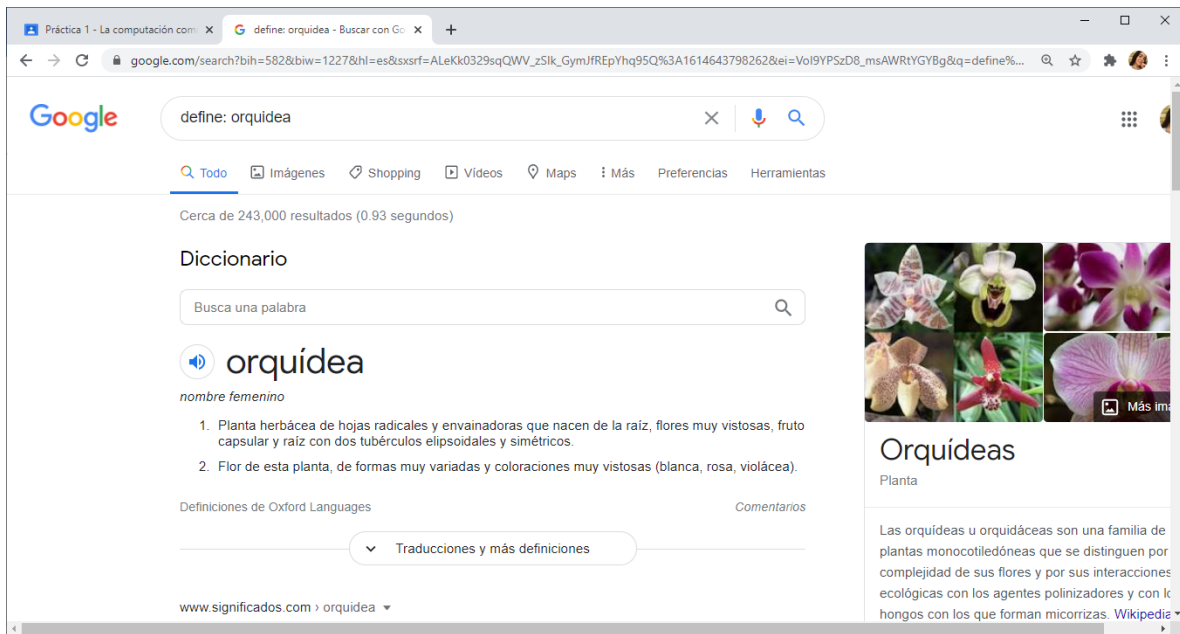 Práctica 1 - La computación com
define: orquidea - Buscar con Go
google.com/search?bih=582&biw=1227&hl=es&sxsrf=ALeKk0329sqQWV_zSIk_GymJfREpYhq95Q%3A1614643798262&ei=VoI9YPSzD8_msAWRtYGYBg&q=define%...
Google
define: orquidea
Todo Imágenes Shopping Vídeos Maps Más Preferencias Herramientas
Cerca de 243,000 resultados (0.93 segundos)
Diccionario
Busca una palabra
orquídea
nombre femenino
1. Planta herbácea de hojas radicales y envainadoras que nacen de la raíz, flores muy vistosas, fruto
capsular y raíz con dos tubérculos elipsoidales y simétricos.
2. Flor de esta planta, de formas muy variadas y coloraciones muy vistosas (blanca, rosa, violácea).
Definiciones de Oxford Languages Comentarios
Traducciones y más definiciones
www.significados.com › orquidea
Más ima
Orquídeas
Planta
Las orquídeas u orquidáceas son una familia de
plantas monocotiledóneas que se distinguen por
complejidad de sus flores y por sus interacciones
ecológicas con los agentes polinizadores y con lo
hongos con los que forman micorrizas. Wikipedia